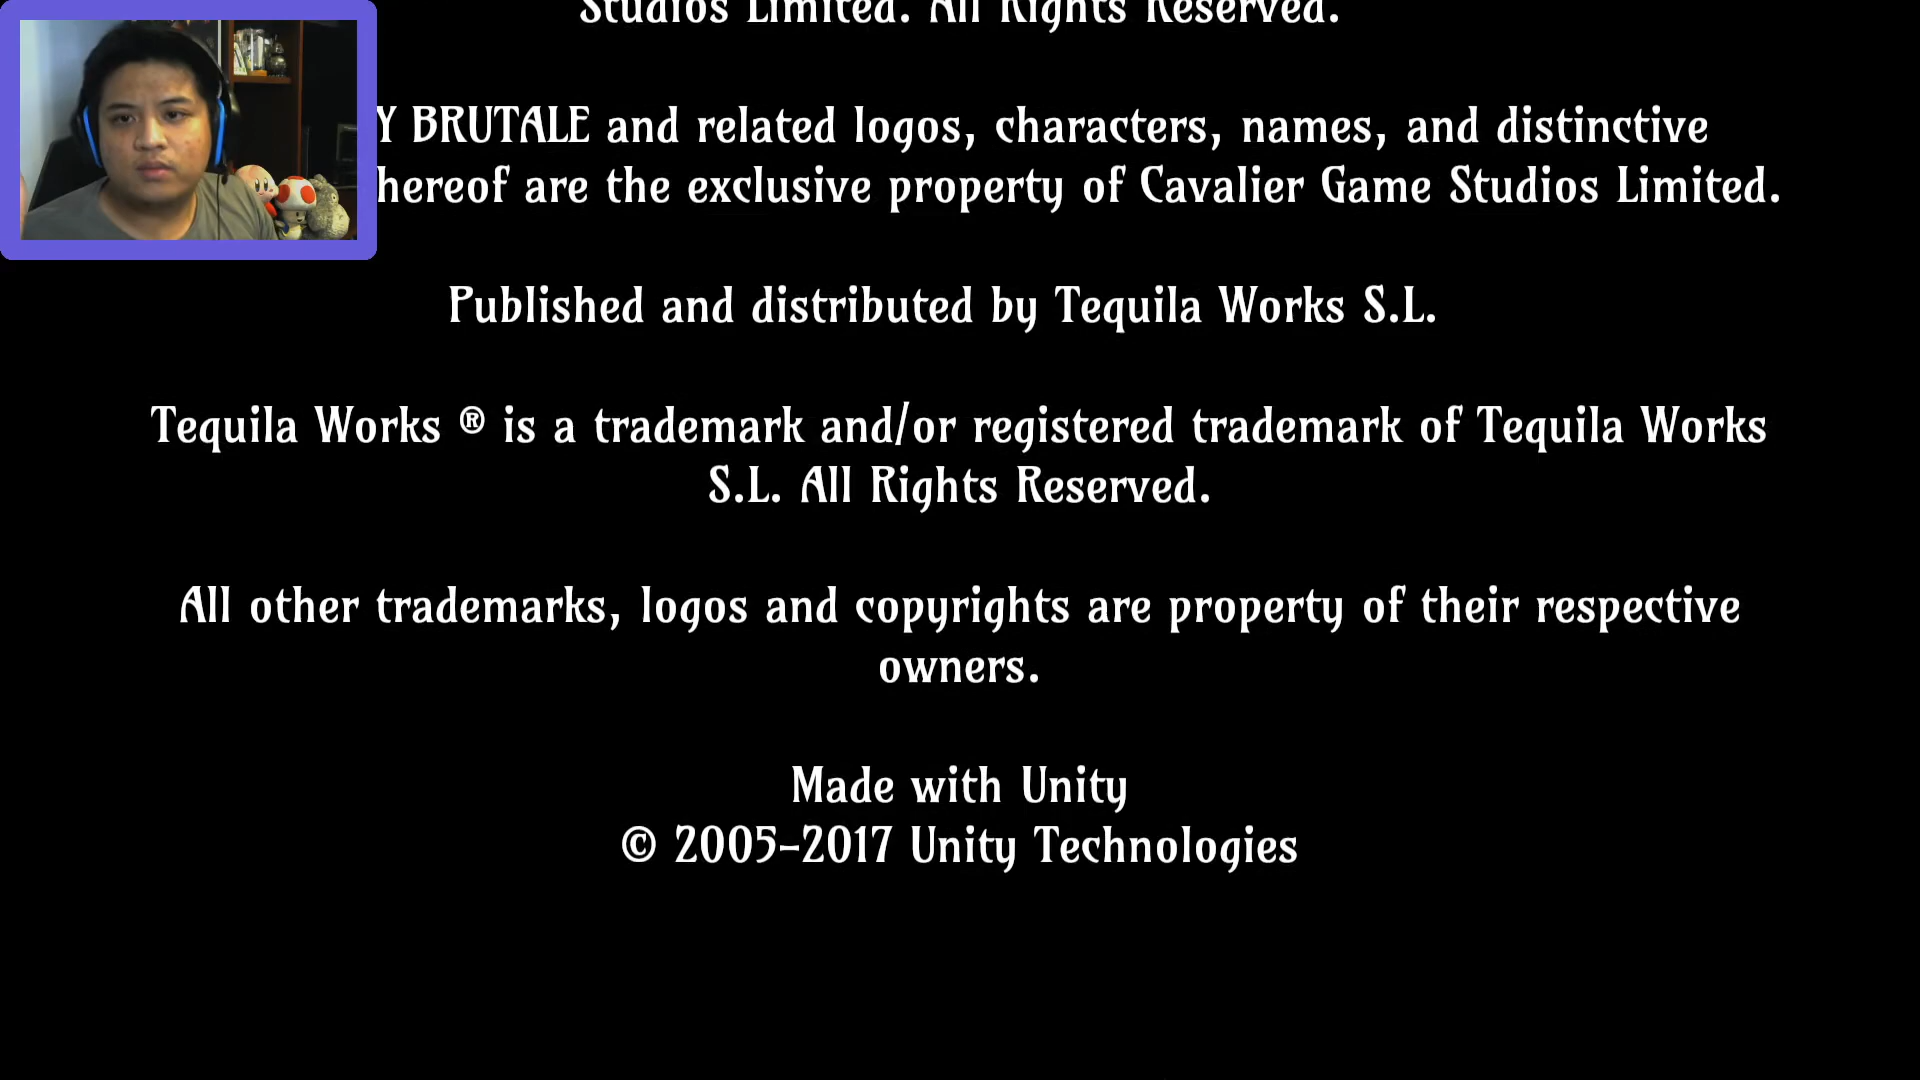 Studios Limited. All Rights Reserved.
Y BRUTALE and related logos, characters, names, and distinctive
hereof are the exclusive property of Cavalier Game Studios Limited.
Published and distributed by Tequila Works S.L.
Tequila Works ® is a trademark and/or registered trademark of Tequila Works
S.L. All Rights Reserved.
All other trademarks, logos and copyrights are property of their respective
owners.
Made with Unity
© 2005-2017 Unity Technologies